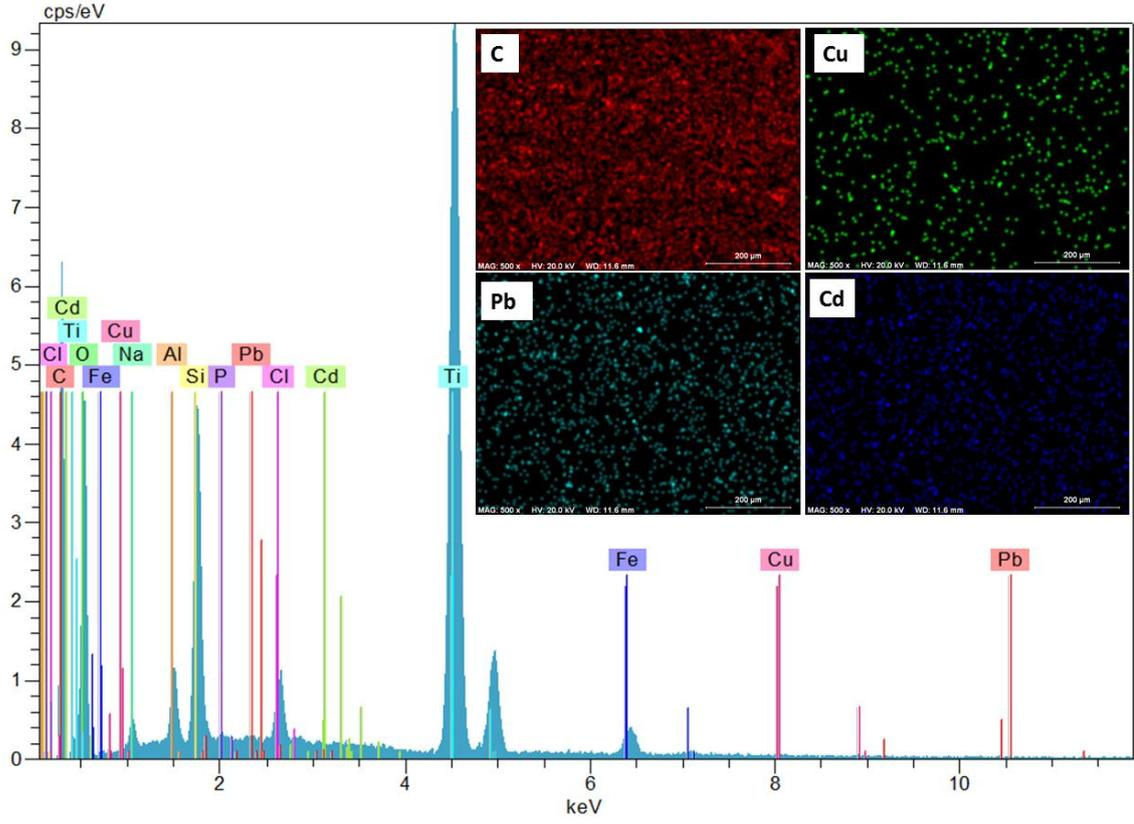 cps/eV
9
8
7
6
5
4
3
2
1
0
Cd
Ti Cu
Cl O Na Al Pb
C Fe Si P Cl Cd Ti
Fe Cu Pb
2 4 6 8 10
keV
C
MAG: 500 x HV: 20.0 kV WD: 11.6 mm 200 µm
Cu
MAG: 500 x HV: 20.0 kV WD: 11.6 mm 200 µm
Pb
MAG: 500 x HV: 20.0 kV WD: 11.6 mm 200 µm
Cd
MAG: 500 x HV: 20.0 kV WD: 11.6 mm 200 µm